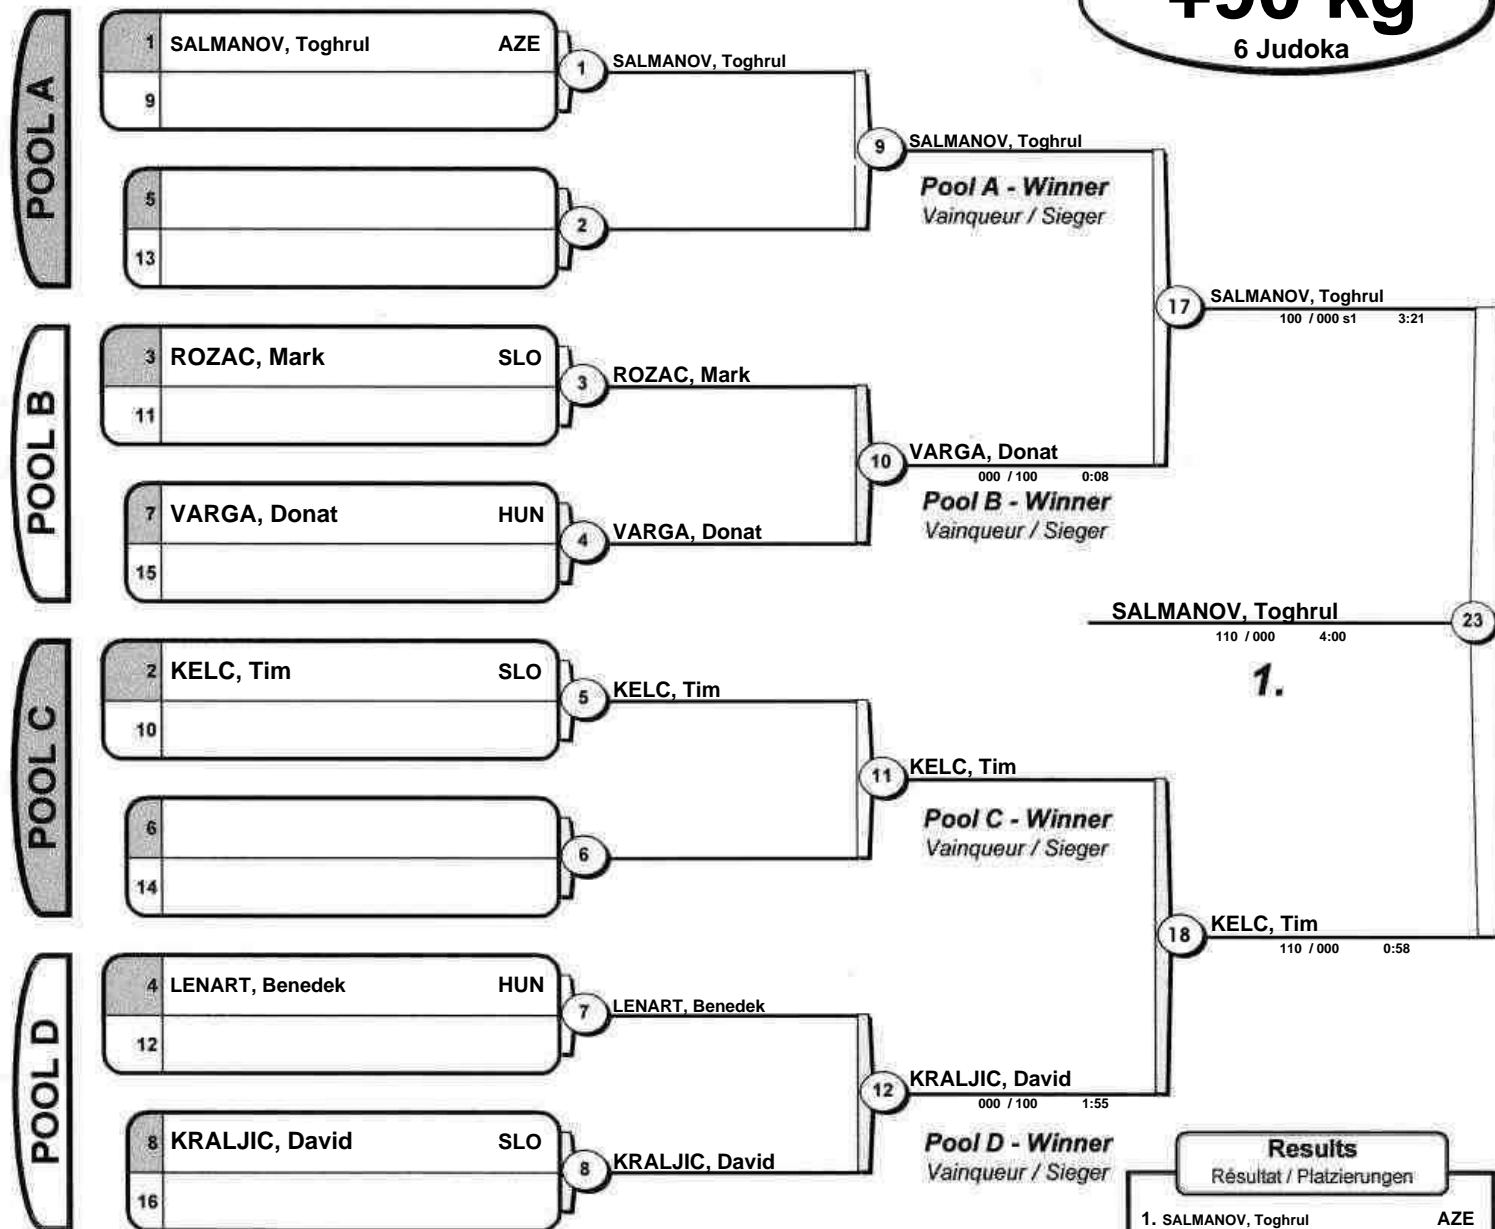 +90 kg
6 Judoka
POOL A
1 SALMANOV, Toghrul AZE
9
1 SALMANOV, Toghrul
5
13
2
9 SALMANOV, Toghrul
Pool A - Winner
Vainqueur / Sieger
POOL B
3 ROZAC, Mark SLO
11
3 ROZAC, Mark
7 VARGA, Donat HUN
15
4 VARGA, Donat
10 VARGA, Donat
000 / 100 0:08
Pool B - Winner
Vainqueur / Sieger
17 SALMANOV, Toghrul
100 / 000 s1 3:21
SALMANOV, Toghrul 23
110 / 000 4:00
1.
POOL C
2 KELC, Tim SLO
10
5 KELC, Tim
6
14
6
11 KELC, Tim
Pool C - Winner
Vainqueur / Sieger
18 KELC, Tim
110 / 000 0:58
POOL D
4 LENART, Benedek HUN
12
7 LENART, Benedek
8 KRALJIC, David SLO
16
8 KRALJIC, David
12 KRALJIC, David
000 / 100 1:55
Pool D - Winner
Vainqueur / Sieger
Results
Résultat / Platzierungen
1. SALMANOV, Toghrul AZE